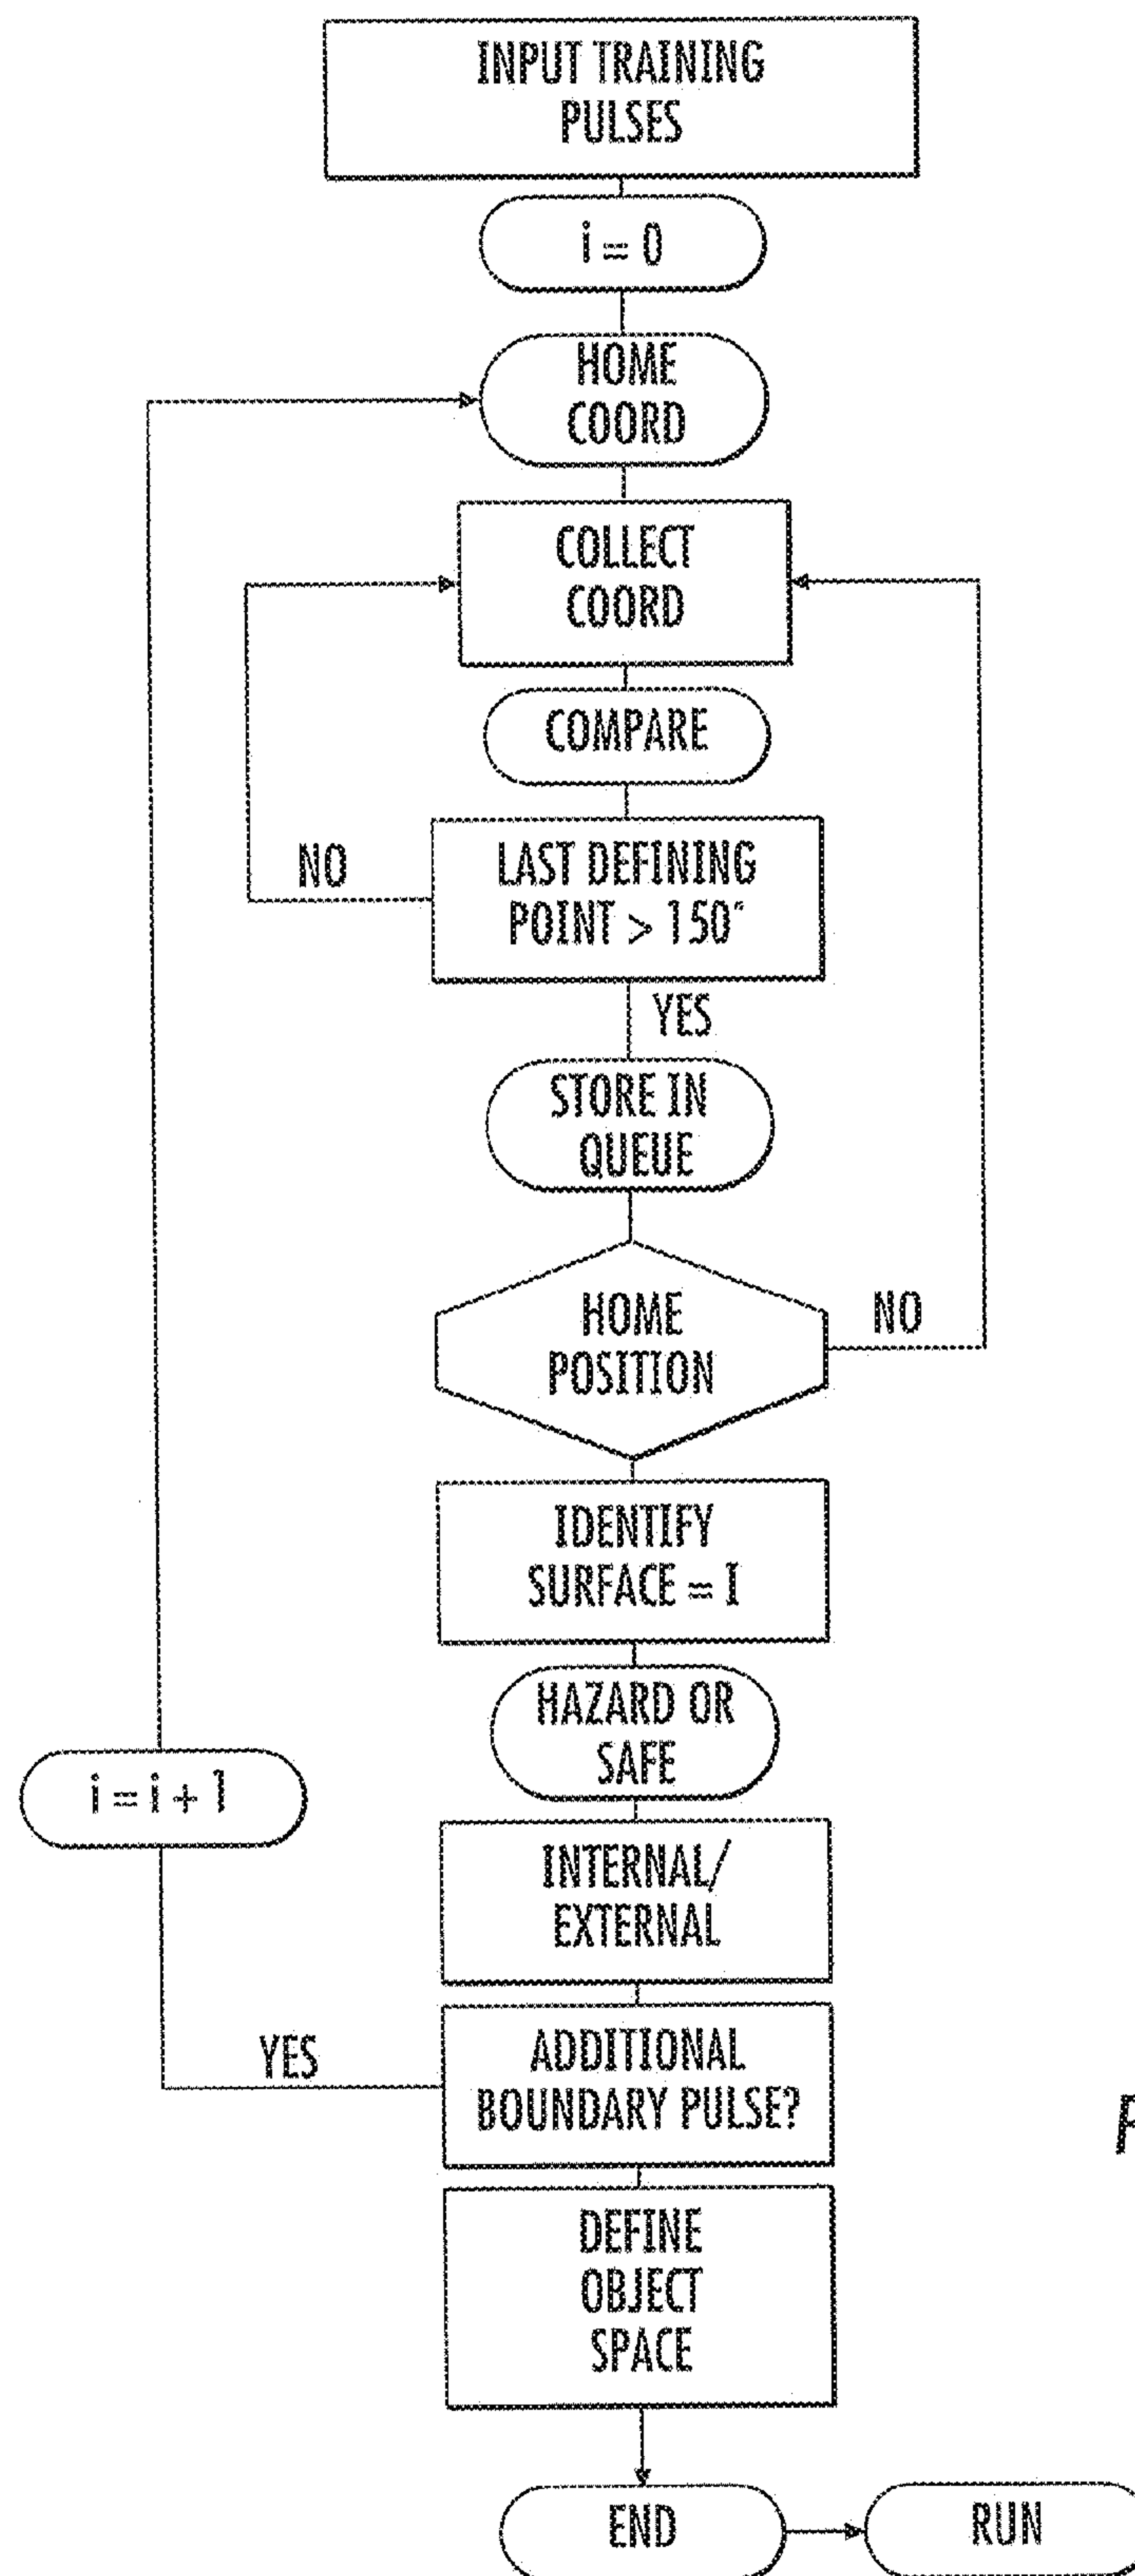 INPUT TRAINING
PULSES
i = 0
HOME
COORD
COLLECT
COORD
COMPARE
NO
LAST DEFINING
POINT > 150"
YES
STORE IN
QUEUE
HOME
POSITION
NO
IDENTIFY
SURFACE = I
HAZARD OR
SAFE
i = i + 1
INTERNAL/
EXTERNAL
YES
ADDITIONAL
BOUNDARY PULSE?
DEFINE
OBJECT
SPACE
END
RUN